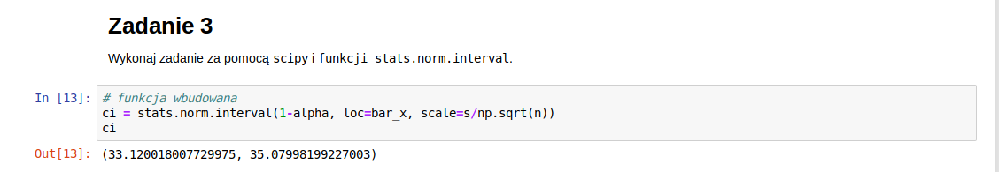 Zadanie 3
Wykonaj zadanie za pomocą scipy i funkcji stats.norm.interval.
In [13]: # funkcja wbudowana
ci = stats.norm.interval(1-alpha, loc=bar_x, scale=s/np.sqrt(n))
ci
Out[13]: (33.120018007729975, 35.07998199227003)